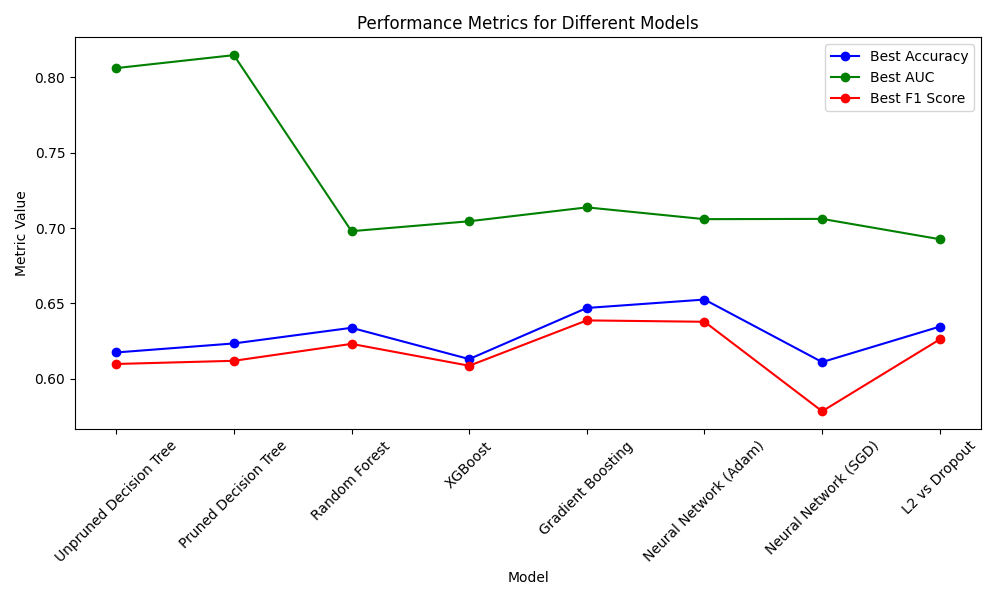 Performance Metrics for Different Models
Best Accuracy
Best AUC
Best F1 Score
Metric Value
0.80
0.75
0.70
0.65
0.60
Unpruned Decision Tree
Pruned Decision Tree
Random Forest
XGBoost
Gradient Boosting
Neural Network (Adam)
Neural Network (SGD)
L2 vs Dropout
Model